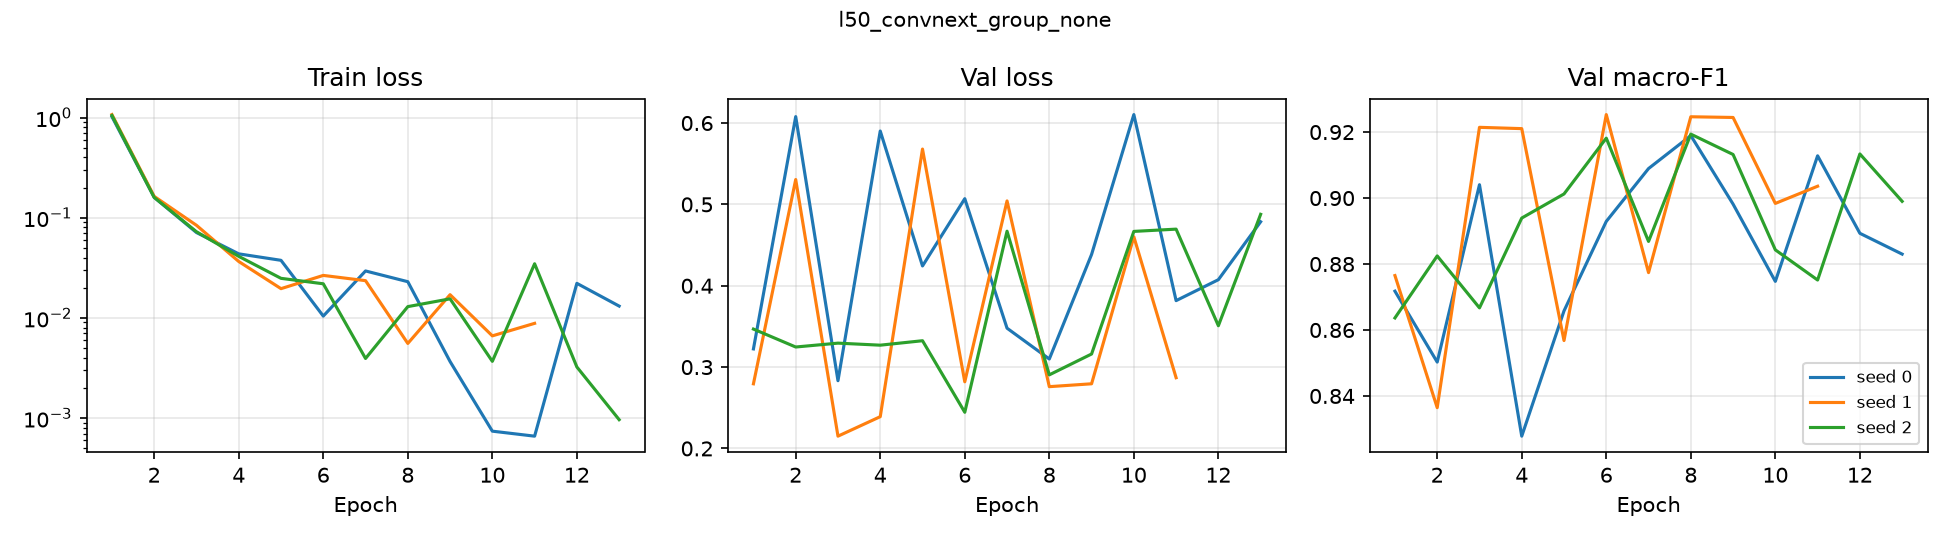 l50_convnext_group_none
Train loss
10^0
10^-1
10^-2
10^-3
2 4 6 8 10 12
Epoch
Val loss
0.6
0.5
0.4
0.3
0.2
2 4 6 8 10 12
Epoch
Val macro-F1
0.92
0.90
0.88
0.86
0.84
2 4 6 8 10 12
Epoch
seed 0
seed 1
seed 2